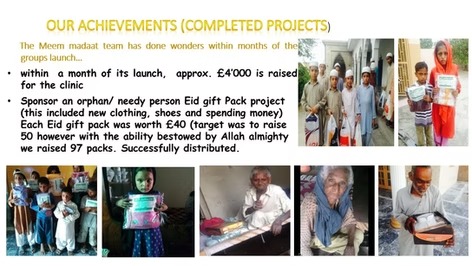 OUR ACHIEVEMENTS (COMPLETED PROJECTS)
The Meem madaat team has done wonders within months of the
groups launch...
• within a month of its launch, approx. £4'000 is raised
for the clinic
• Sponsor an orphan/ needy person Eid gift Pack project
(this included new clothing, shoes and spending money)
Each Eid gift pack was worth £40 (target was to raise
50 however with the ability bestowed by Allah almighty
we raised 97 packs. Successfully distributed.